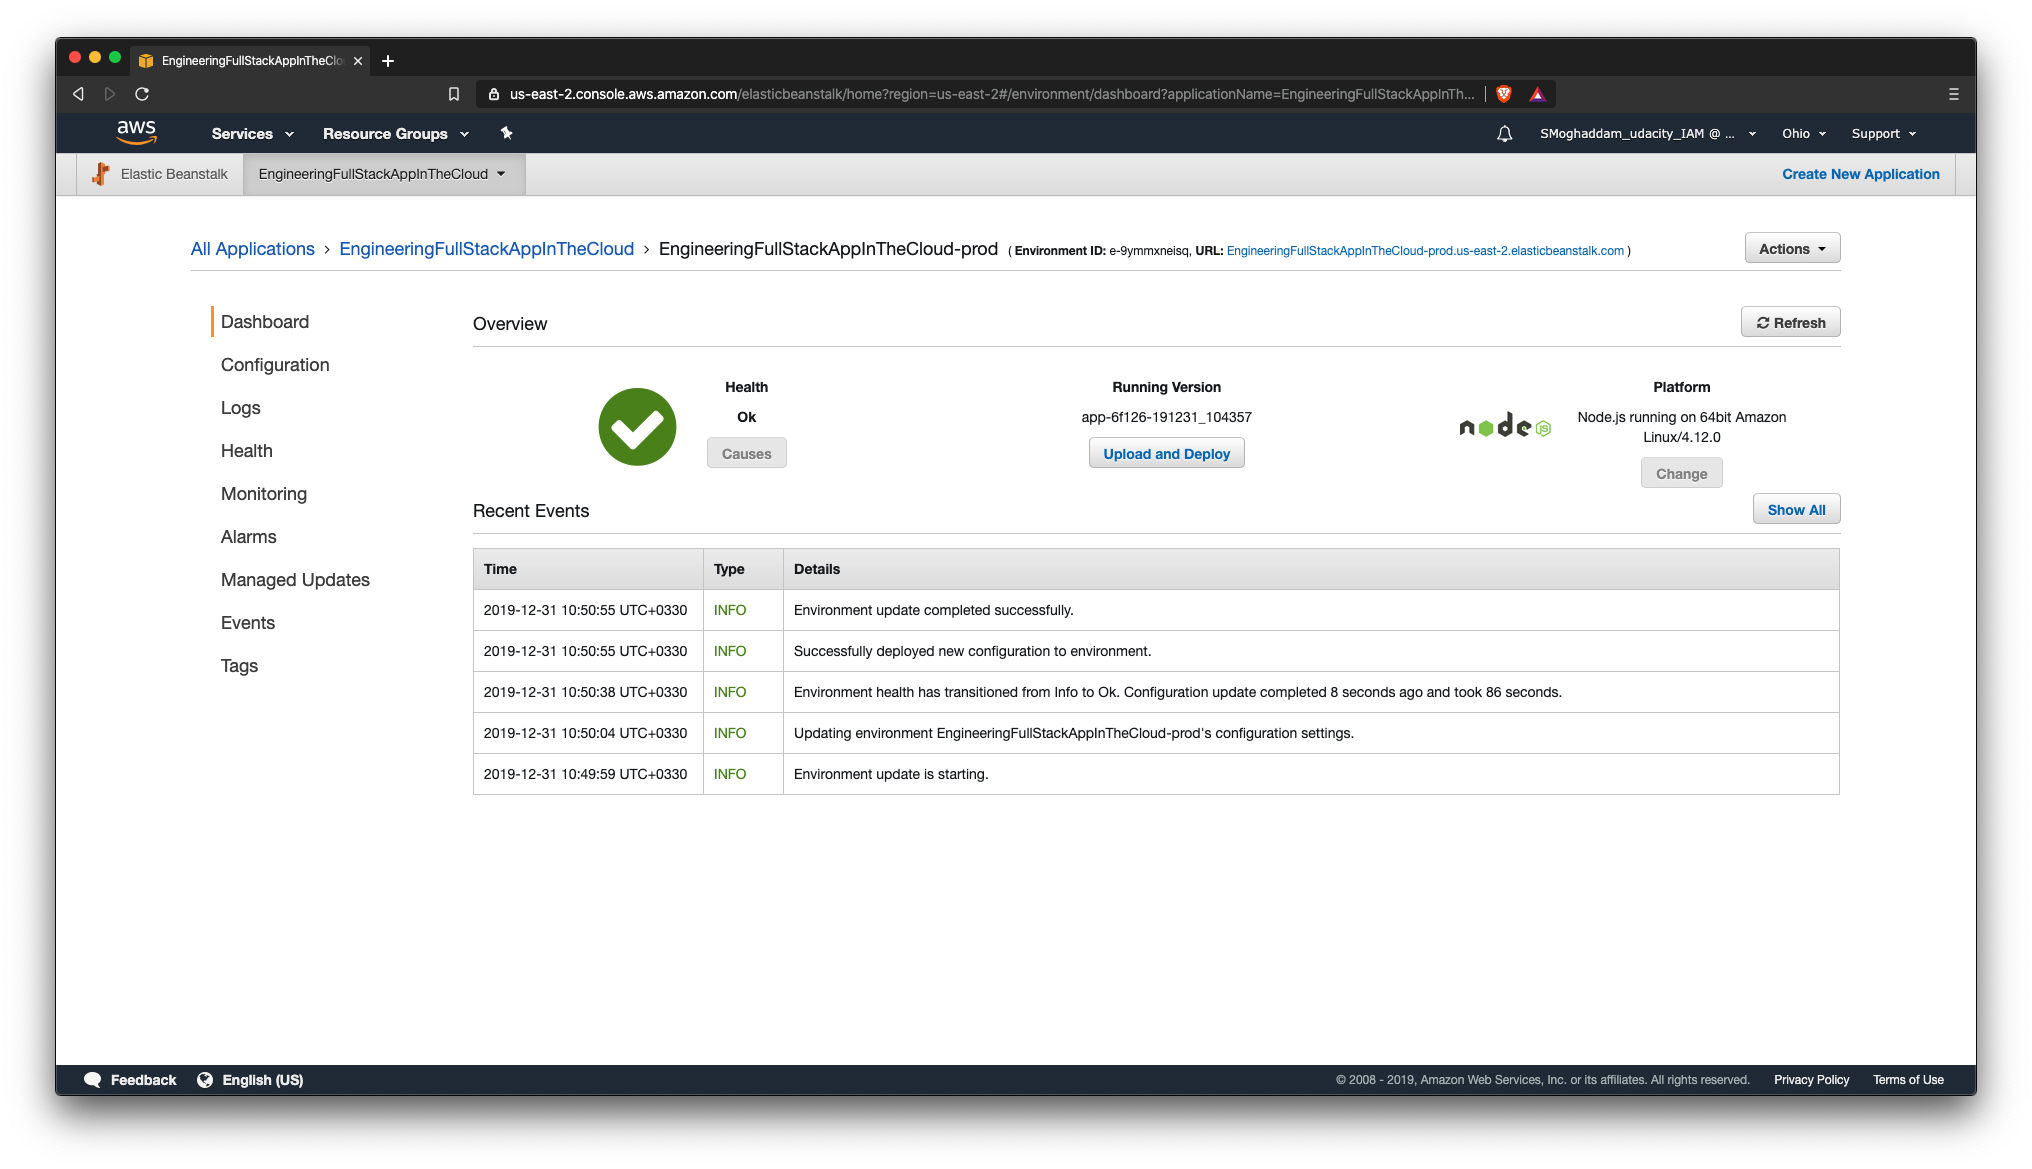 EngineeringFullStackAppInTheClo
us-east-2.console.aws.amazon.com/elasticbeanstalk/home?region=us-east-2#/environment/dashboard?applicationName=EngineeringFullStackAppInTh...
aws Services Resource Groups SMoghaddam_udacity_IAM @ ... Ohio Support
Elastic Beanstalk EngineeringFullStackAppInTheCloud Create New Application
All Applications › EngineeringFullStackAppInTheCloud › EngineeringFullStackAppInTheCloud-prod ( Environment ID: e-9ymmxneisq, URL: EngineeringFullStackAppInTheCloud-prod.us-east-2.elasticbeanstalk.com ) Actions
Dashboard
Configuration
Logs
Health
Monitoring
Alarms
Managed Updates
Events
Tags
Overview Refresh
Health
Ok
Causes
Running Version
app-6f126-191231_104357
Upload and Deploy
node JS
Platform
Node.js running on 64bit Amazon
Linux/4.12.0
Change
Recent Events Show All
Time Type Details
2019-12-31 10:50:55 UTC+0330 INFO Environment update completed successfully.
2019-12-31 10:50:55 UTC+0330 INFO Successfully deployed new configuration to environment.
2019-12-31 10:50:38 UTC+0330 INFO Environment health has transitioned from Info to Ok. Configuration update completed 8 seconds ago and took 86 seconds.
2019-12-31 10:50:04 UTC+0330 INFO Updating environment EngineeringFullStackAppInTheCloud-prod's configuration settings.
2019-12-31 10:49:59 UTC+0330 INFO Environment update is starting.
Feedback English (US) © 2008 - 2019, Amazon Web Services, Inc. or its affiliates. All rights reserved. Privacy Policy Terms of Use